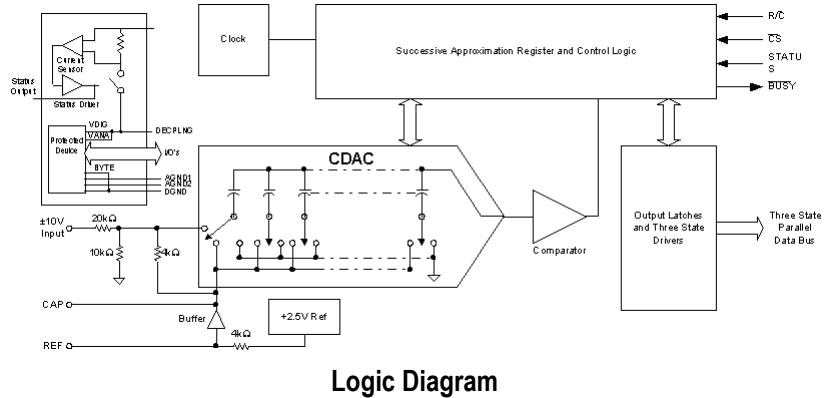 Clock
Successive Approximation Register and Control Logic
R/C
CS
STATU
S
BUSY
Current
Sensor
Status
Output
Status Driver
VDIG
VANA
DECPLNG
Protected
Device
I/O's
BYTE
AGND1
AGND2
DGND
CDAC
±10V
Input
20kΩ
10kΩ
4kΩ
Comparator
Output Latches
and Three State
Drivers
Three State
Parallel
Data Bus
CAP
Buffer
+2.5V Ref
4kΩ
REF
Logic Diagram